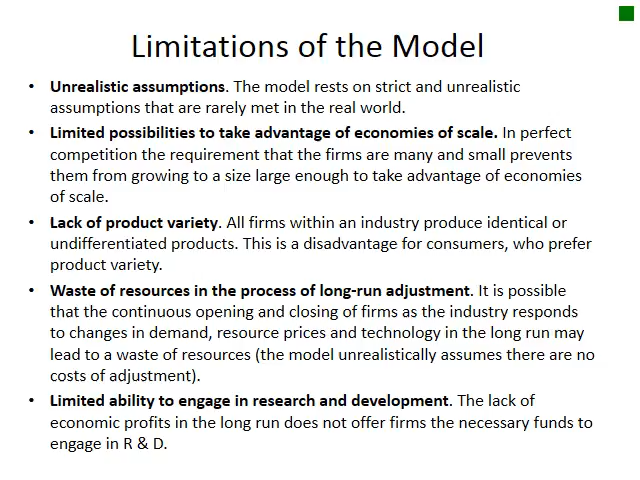 Limitations of the Model
• Unrealistic assumptions. The model rests on strict and unrealistic
assumptions that are rarely met in the real world.
• Limited possibilities to take advantage of economies of scale. In perfect
competition the requirement that the firms are many and small prevents
them from growing to a size large enough to take advantage of economies
of scale.
• Lack of product variety. All firms within an industry produce identical or
undifferentiated products. This is a disadvantage for consumers, who prefer
product variety.
• Waste of resources in the process of long-run adjustment. It is possible
that the continuous opening and closing of firms as the industry responds
to changes in demand, resource prices and technology in the long run may
lead to a waste of resources (the model unrealistically assumes there are no
costs of adjustment).
• Limited ability to engage in research and development. The lack of
economic profits in the long run does not offer firms the necessary funds to
engage in R & D.